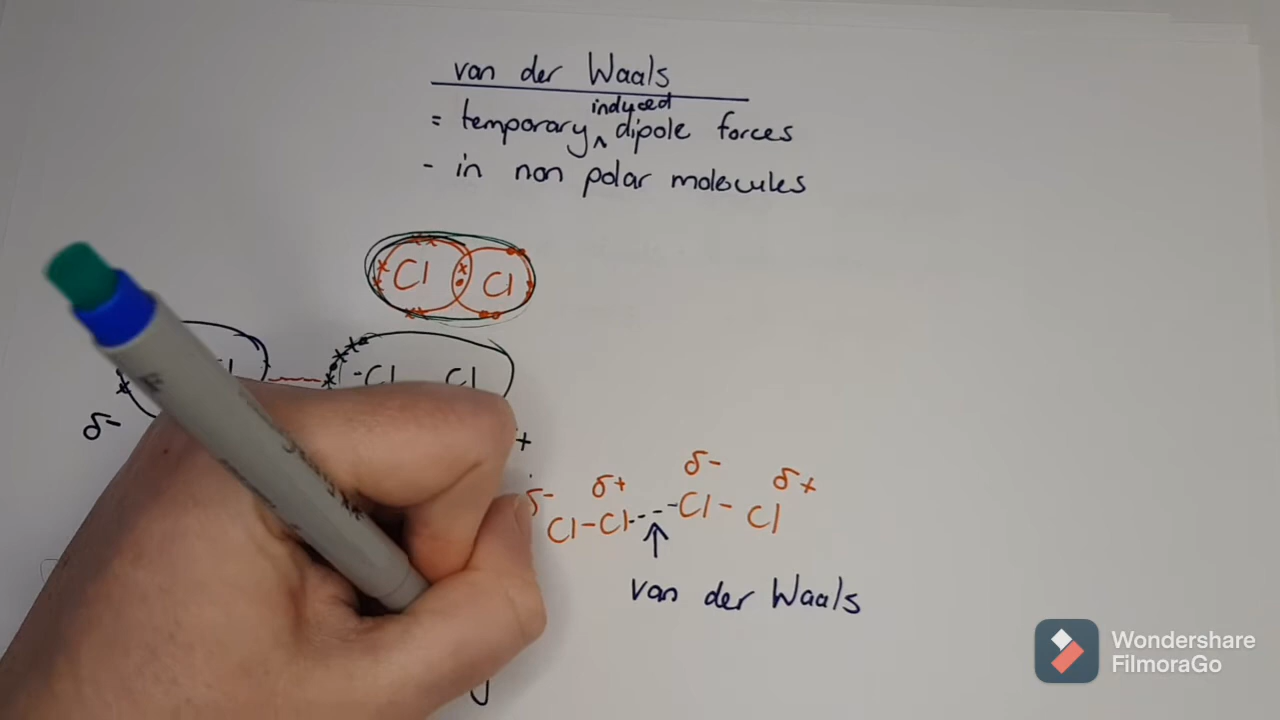 van der Waals
induced
= temporary ^ dipole forces
- in non polar molecules
Cl Cl
-Cl Cl
δ-
+
δ- δ+ δ- δ+
Cl-Cl---Cl-Cl
↑
van der Waals
Wondershare
FilmoraGo